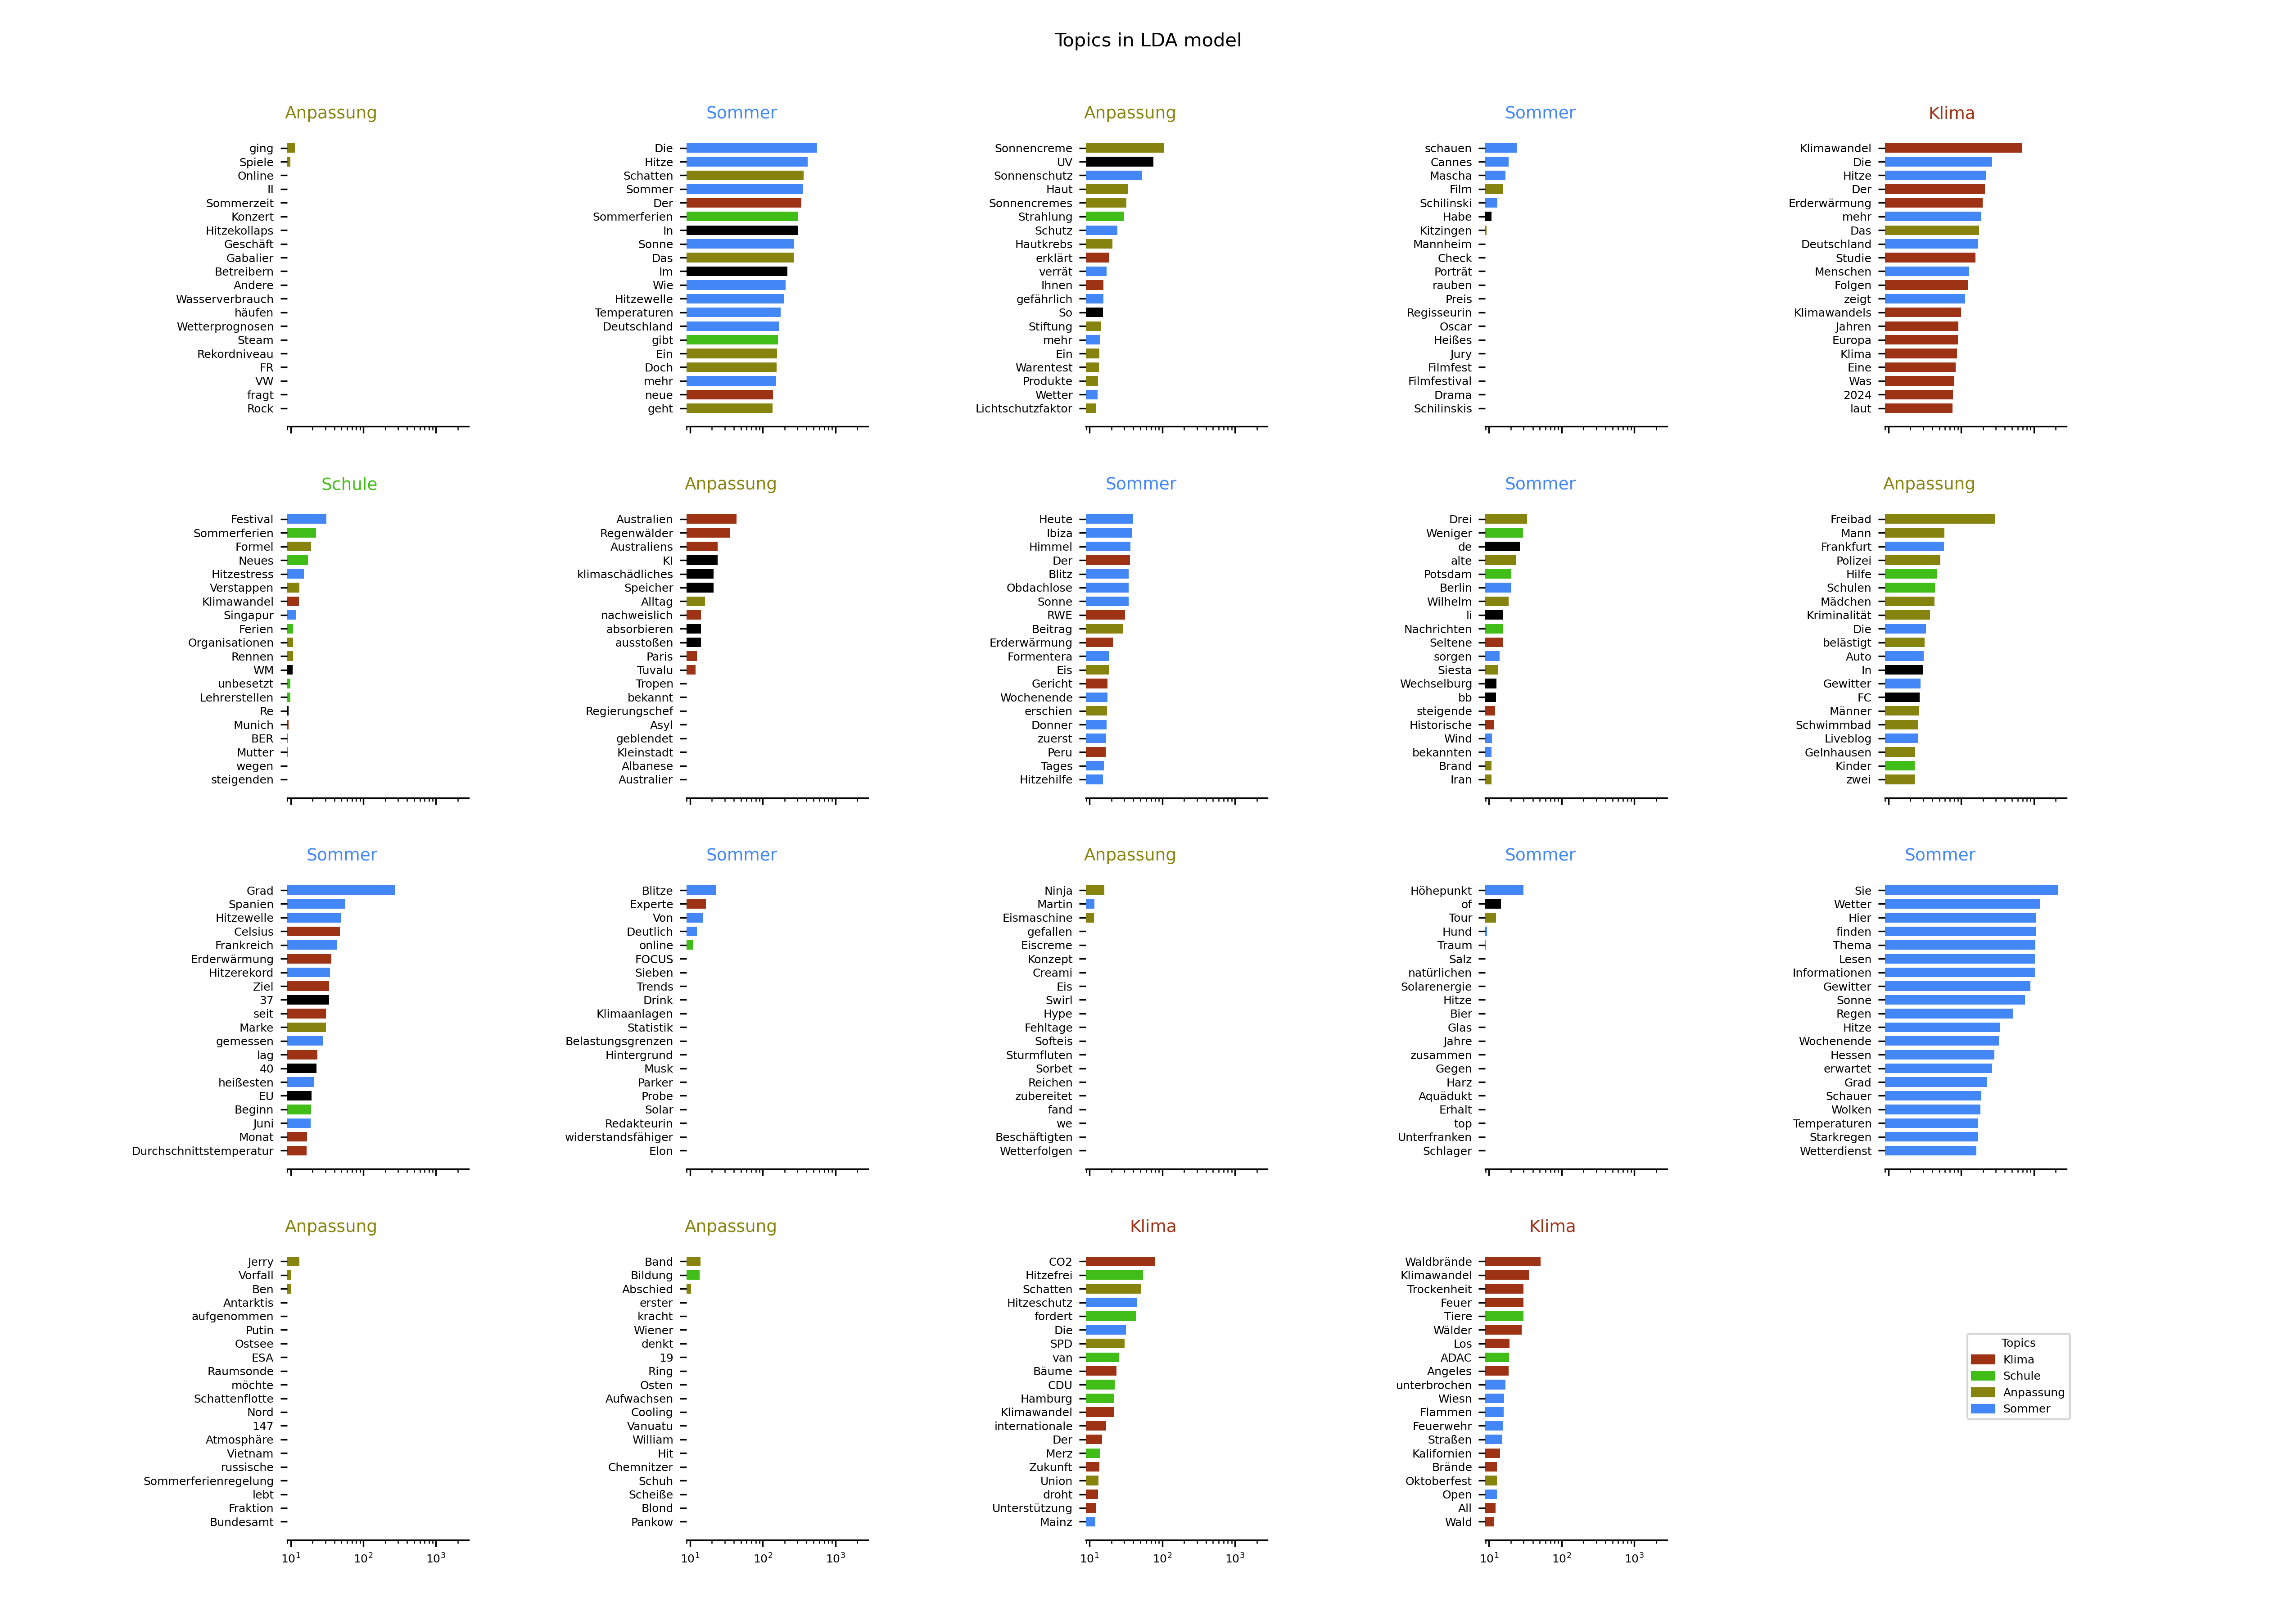 Topics in LDA model
Anpassung
ging
Spiele
Online
II
Sommerzeit
Konzert
Hitzekollaps
Geschäft
Gabalier
Betreibern
Andere
Wasserverbrauch
häufen
Wetterprognosen
Steam
Rekordniveau
FR
VW
fragt
Rock
Sommer
Die
Hitze
Schatten
Sommer
Der
Sommerferien
In
Sonne
Das
Im
Wie
Hitzewelle
Temperaturen
Deutschland
gibt
Ein
Doch
mehr
neue
geht
Anpassung
Sonnencreme
UV
Sonnenschutz
Haut
Sonnencremes
Strahlung
Schutz
Hautkrebs
erklärt
verrät
Ihnen
gefährlich
So
Stiftung
mehr
Ein
Warentest
Produkte
Wetter
Lichtschutzfaktor
Sommer
schauen
Cannes
Mascha
Film
Schilinski
Habe
Kitzingen
Mannheim
Check
Porträt
rauben
Preis
Regisseurin
Oscar
Heißes
Jury
Filmfest
Filmfestival
Drama
Schilinskis
Klima
Klimawandel
Die
Hitze
Der
Erderwärmung
mehr
Das
Deutschland
Studie
Menschen
Folgen
zeigt
Klimawandels
Jahren
Europa
Klima
Eine
Was
2024
laut
Schule
Festival
Sommerferien
Formel
Neues
Hitzestress
Verstappen
Klimawandel
Singapur
Ferien
Organisationen
Rennen
WM
unbesetzt
Lehrerstellen
Re
Munich
BER
Mutter
wegen
steigenden
Anpassung
Australien
Regenwälder
Australiens
KI
klimaschädliches
Speicher
Alltag
nachweislich
absorbieren
ausstoßen
Paris
Tuvalu
Tropen
bekannt
Regierungschef
Asyl
geblendet
Kleinstadt
Albanese
Australier
Sommer
Heute
Ibiza
Himmel
Der
Blitz
Obdachlose
Sonne
RWE
Beitrag
Erderwärmung
Formentera
Eis
Gericht
Wochenende
erschien
Donner
zuerst
Peru
Tages
Hitzehilfe
Sommer
Drei
Weniger
de
alte
Potsdam
Berlin
Wilhelm
li
Nachrichten
Seltene
sorgen
Siesta
Wechselburg
bb
steigende
Historische
Wind
bekannten
Brand
Iran
Anpassung
Freibad
Mann
Frankfurt
Polizei
Hilfe
Schulen
Mädchen
Kriminalität
Die
belästigt
Auto
In
Gewitter
FC
Männer
Schwimmbad
Liveblog
Gelnhausen
Kinder
zwei
Sommer
Grad
Spanien
Hitzewelle
Celsius
Frankreich
Erderwärmung
Hitzerekord
Ziel
37
seit
Marke
gemessen
lag
40
heißesten
EU
Beginn
Juni
Monat
Durchschnittstemperatur
Sommer
Blitze
Experte
Von
Deutlich
online
FOCUS
Sieben
Trends
Drink
Klimaanlagen
Statistik
Belastungsgrenzen
Hintergrund
Musk
Parker
Probe
Solar
Redakteurin
widerstandsfähiger
Elon
Anpassung
Ninja
Martin
Eismaschine
gefallen
Eiscreme
Konzept
Creami
Eis
Swirl
Hype
Fehltage
Softeis
Sturmfluten
Sorbet
Reichen
zubereitet
fand
we
Beschäftigten
Wetterfolgen
Sommer
Höhepunkt
of
Tour
Hund
Traum
Salz
natürlichen
Solarenergie
Hitze
Bier
Glas
Jahre
zusammen
Gegen
Harz
Aquädukt
Erhalt
top
Unterfranken
Schlager
Sommer
Sie
Wetter
Hier
finden
Thema
Lesen
Informationen
Gewitter
Sonne
Regen
Hitze
Wochenende
Hessen
erwartet
Grad
Schauer
Wolken
Temperaturen
Starkregen
Wetterdienst
Anpassung
Jerry
Vorfall
Ben
Antarktis
aufgenommen
Putin
Ostsee
ESA
Raumsonde
möchte
Schattenflotte
Nord
147
Atmosphäre
Vietnam
russische
Sommerferienregelung
lebt
Fraktion
Bundesamt
10¹ 10² 10³
Anpassung
Band
Bildung
Abschied
erster
kracht
Wiener
denkt
19
Ring
Osten
Aufwachsen
Cooling
Vanuatu
William
Hit
Chemnitzer
Schuh
Scheiße
Blond
Pankow
10¹ 10² 10³
Klima
CO2
Hitzefrei
Schatten
Hitzeschutz
fordert
Die
SPD
van
Bäume
CDU
Hamburg
Klimawandel
internationale
Der
Merz
Zukunft
Union
droht
Unterstützung
Mainz
10¹ 10² 10³
Klima
Waldbrände
Klimawandel
Trockenheit
Feuer
Tiere
Wälder
Los
ADAC
Angeles
unterbrochen
Wiesn
Flammen
Feuerwehr
Straßen
Kalifornien
Brände
Oktoberfest
Open
All
Wald
10¹ 10² 10³
Topics
Klima
Schule
Anpassung
Sommer